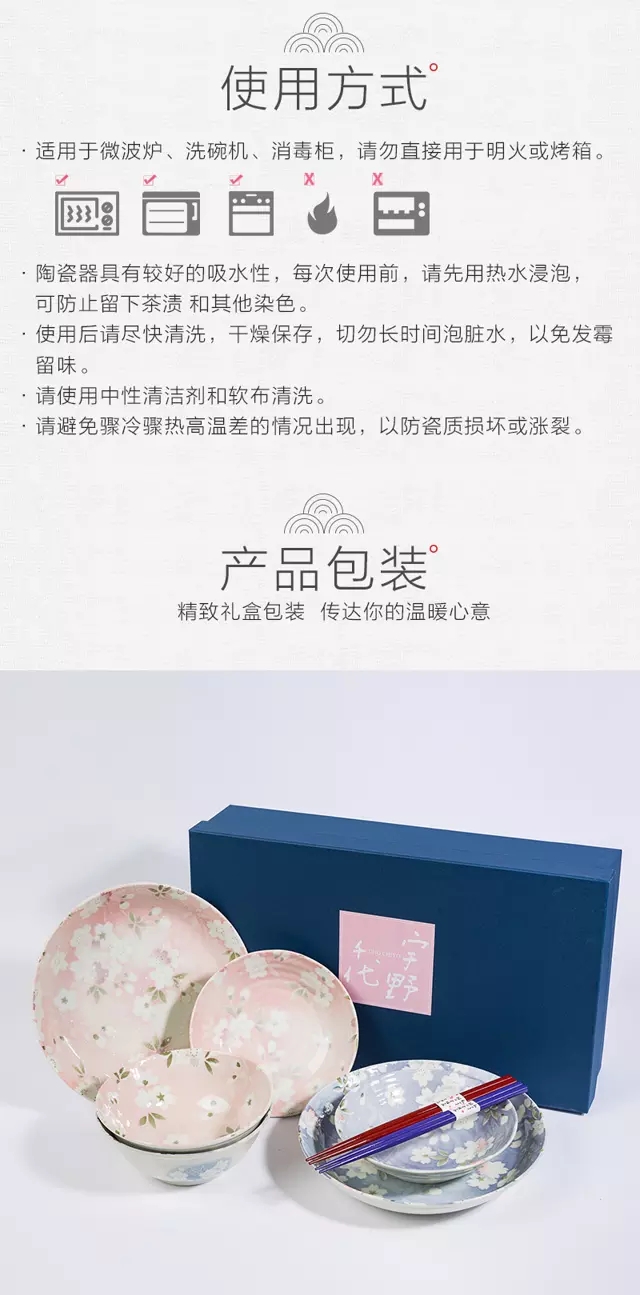 使用方式
· 适用于微波炉、洗碗机、消毒柜，请勿直接用于明火或烤箱。
· 陶瓷器具有较好的吸水性，每次使用前，请先用热水浸泡，
可防止留下茶渍 和其他染色。
· 使用后请尽快清洗，干燥保存，切勿长时间泡脏水，以免发霉
留味。
· 请使用中性清洁剂和软布清洗。
· 请避免骤冷骤热高温差的情况出现，以防瓷质损坏或涨裂。
产品包装
精致礼盒包装 传达你的温暖心意
宇野
千代